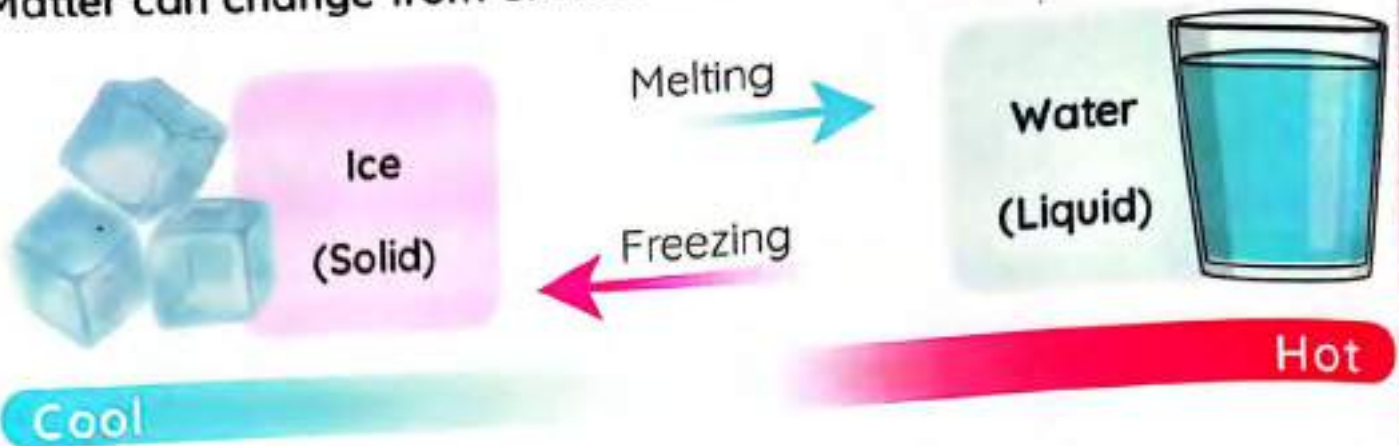 Matter can change from
Melting
Ice
(Solid)
Water
(Liquid)
Freezing
Cool
Hot